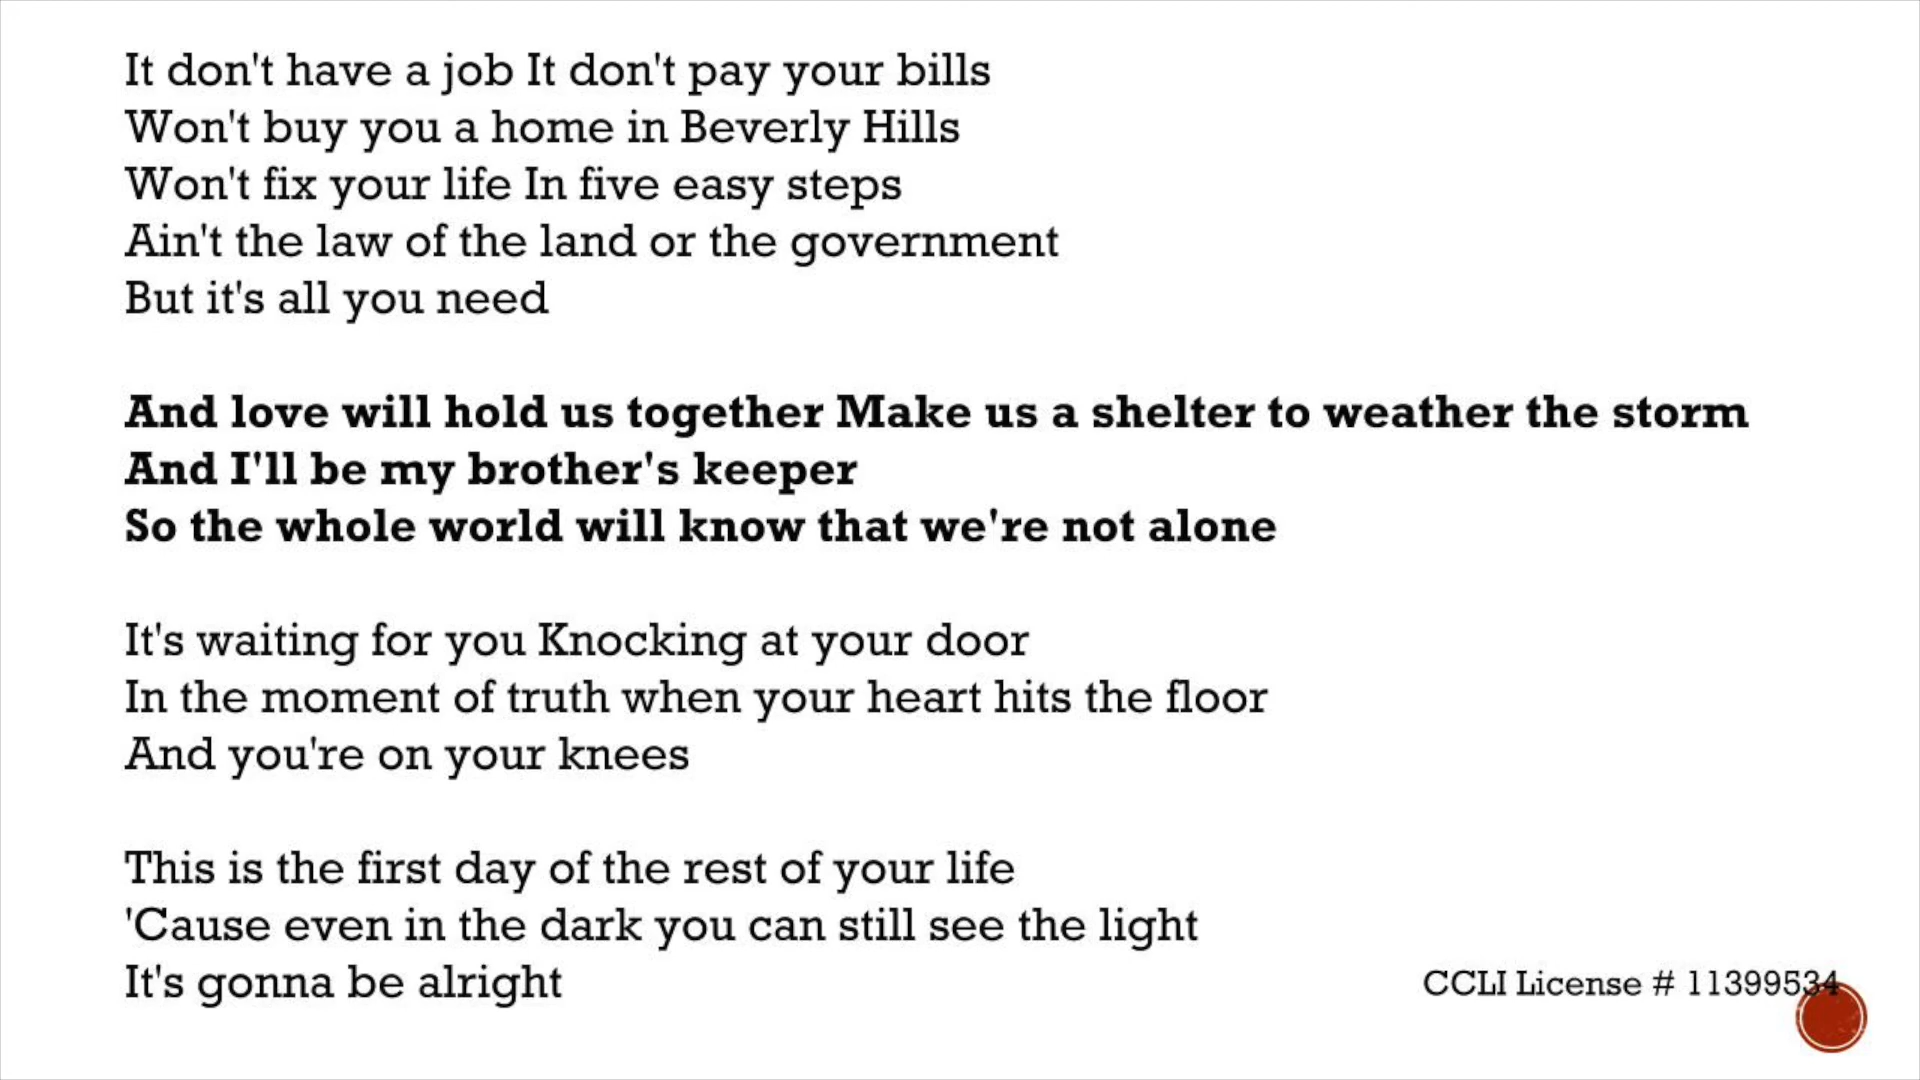 It don't have a job It don't pay your bills
Won't buy you a home in Beverly Hills
Won't fix your life In five easy steps
Ain't the law of the land or the government
But it's all you need
And love will hold us together Make us a shelter to weather the storm
And I'll be my brother's keeper
So the whole world will know that we're not alone
It's waiting for you Knocking at your door
In the moment of truth when your heart hits the floor
And you're on your knees
This is the first day of the rest of your life
'Cause even in the dark you can still see the light
It's gonna be alright
CCLI License # 11399534